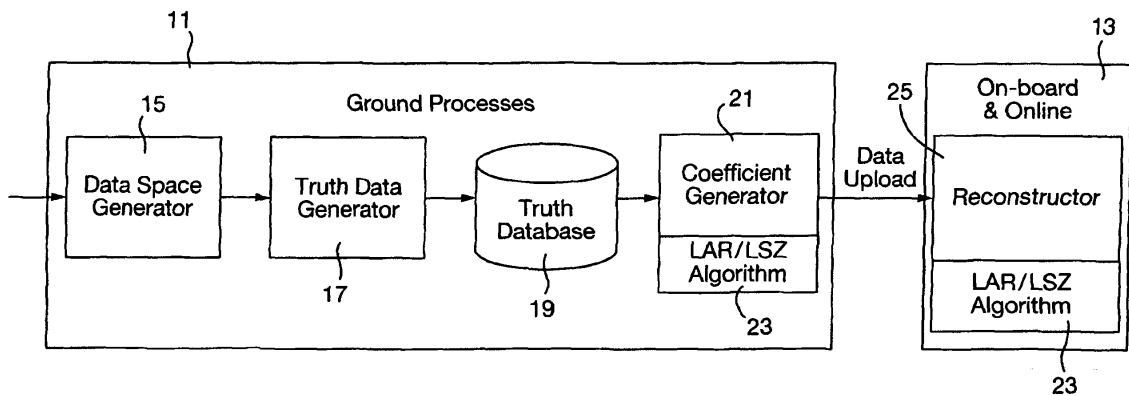 11
13
Ground Processes
On-board
& Online
15
Data Space
Generator
Truth Data
Generator
17
Truth
Database
19
21
Coefficient
Generator
LAR/LSZ
Algorithm
23
Data
Upload
25
Reconstructor
LAR/LSZ
Algorithm
23